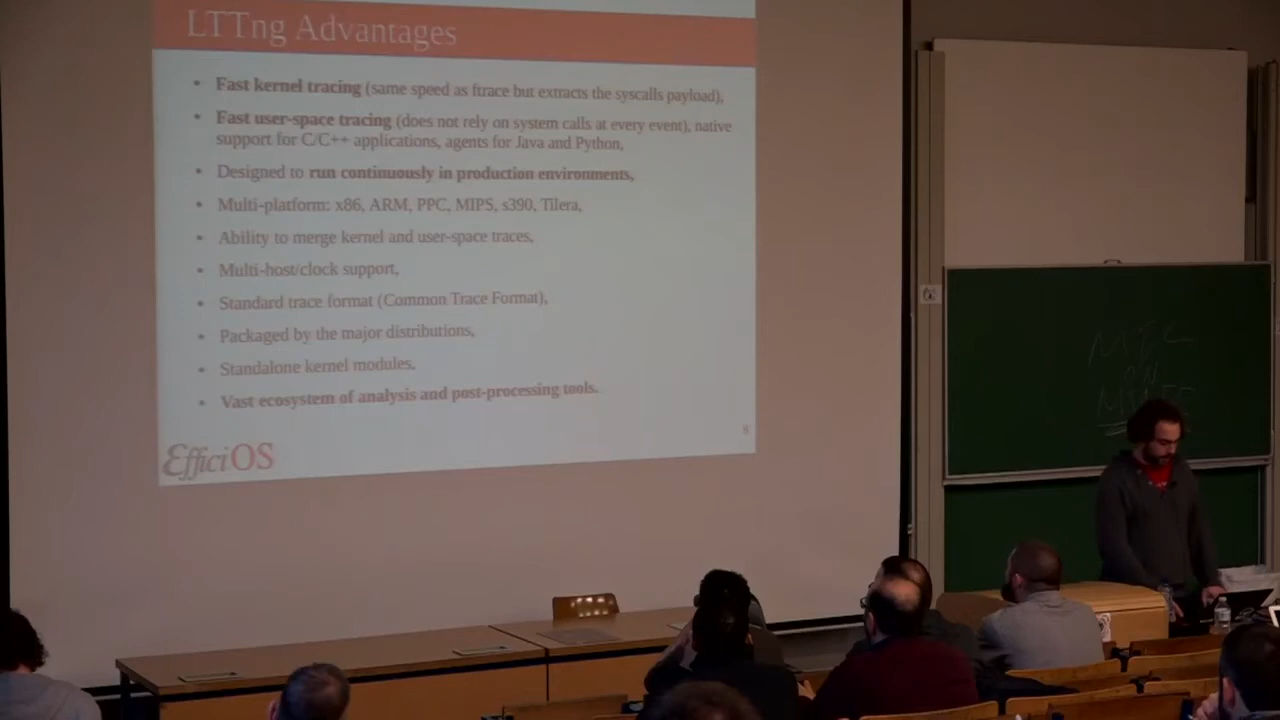 LTTng Advantages
• Fast kernel tracing (same speed as ftrace but extracts the syscalls payload),
• Fast user-space tracing (does not rely on system calls at every event), native
support for C/C++ applications, agents for Java and Python,
• Designed to run continuously in production environments,
• Multi-platform: x86, ARM, PPC, MIPS, s390, Tilera,
• Ability to merge kernel and user-space traces,
• Multi-host/clock support,
• Standard trace format (Common Trace Format),
• Packaged by the major distributions,
• Standalone kernel modules,
• Vast ecosystem of analysis and post-processing tools.
8
EfficiOS